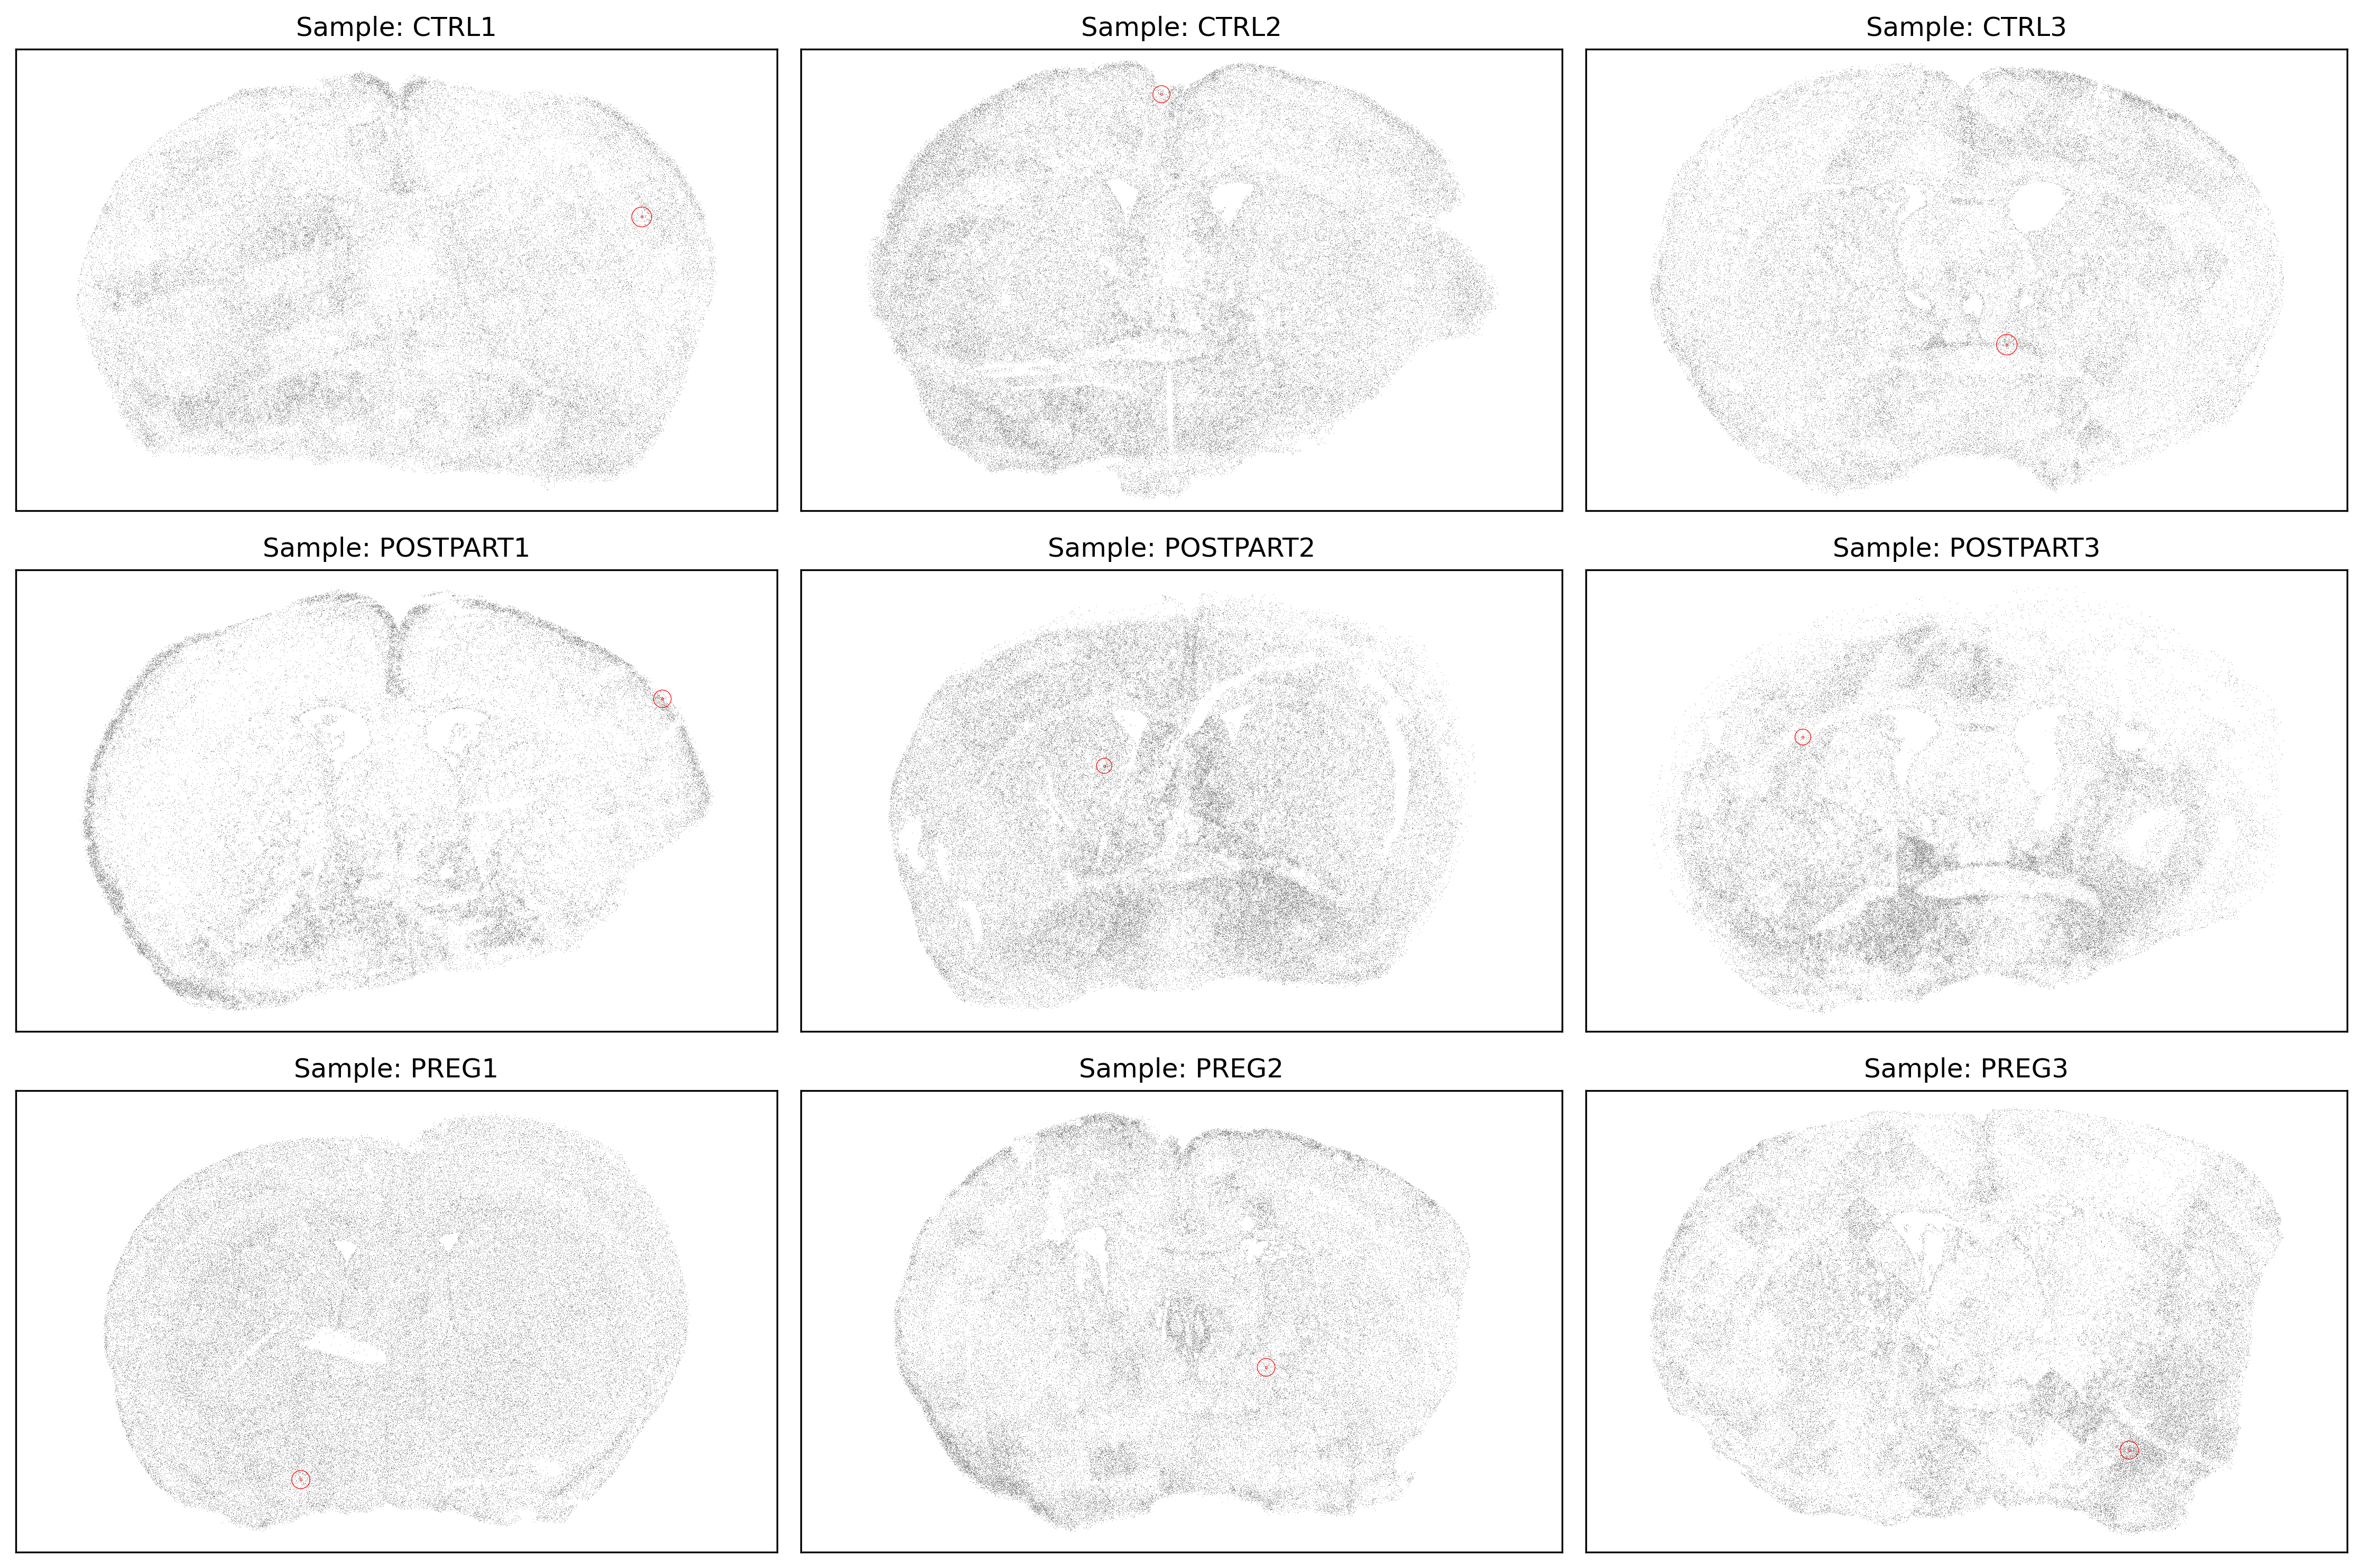 Sample: CTRL1
Sample: CTRL2
Sample: CTRL3
Sample: POSTPART1
Sample: POSTPART2
Sample: POSTPART3
Sample: PREG1
Sample: PREG2
Sample: PREG3